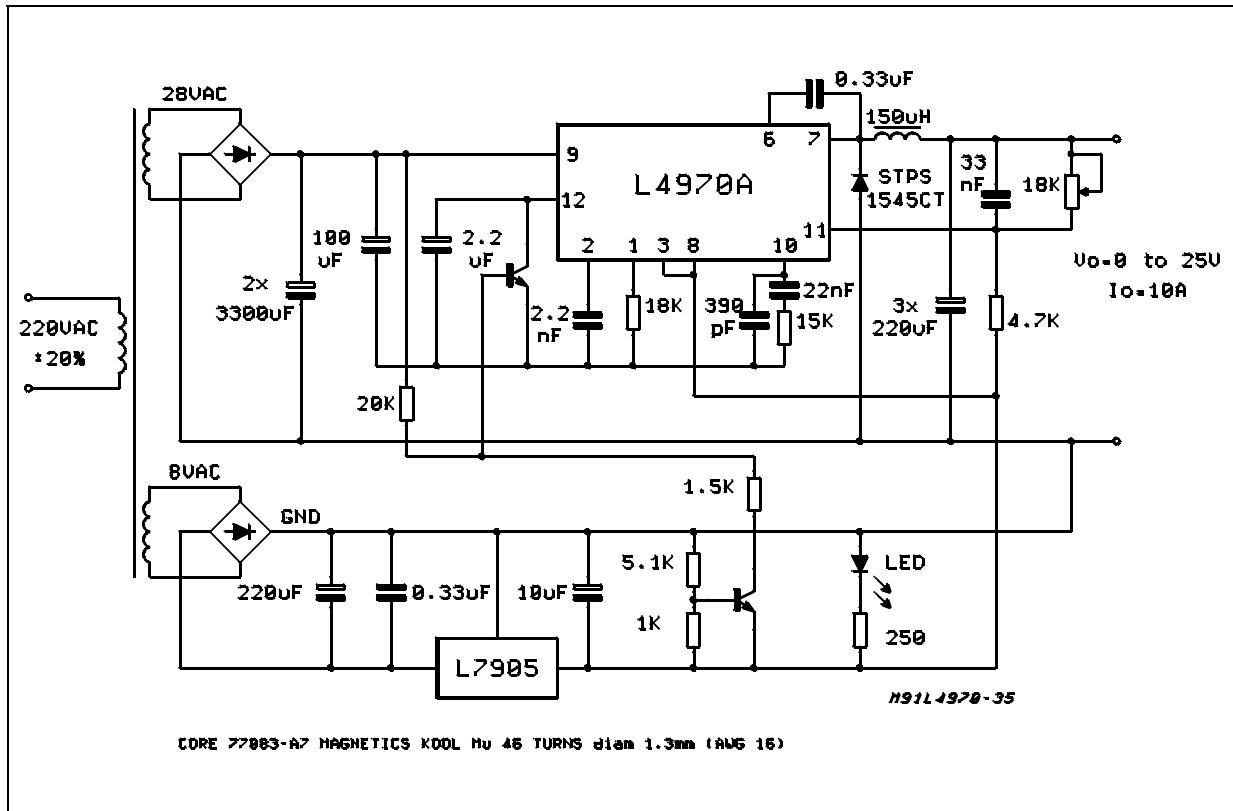 28VAC
0.33uF
150uH
6
7
9
L4970A
33
nF
18K
STPS
1545CT
12
11
2
1
3
8
10
100
uF
2.2
uF
Vo=0 to 25V
Io=10A
2x
3300uF
2.2
nF
18K
390
pF
22nF
15K
3x
220uF
4.7K
220VAC
±20%
20K
8VAC
1.5K
GND
5.1K
LED
220uF
0.33uF
10uF
1K
250
L7905
M91L4970-35
CORE 77083-A7 MAGNETICS KOOL Mu 46 TURNS diam 1.3mm (AWG 16)